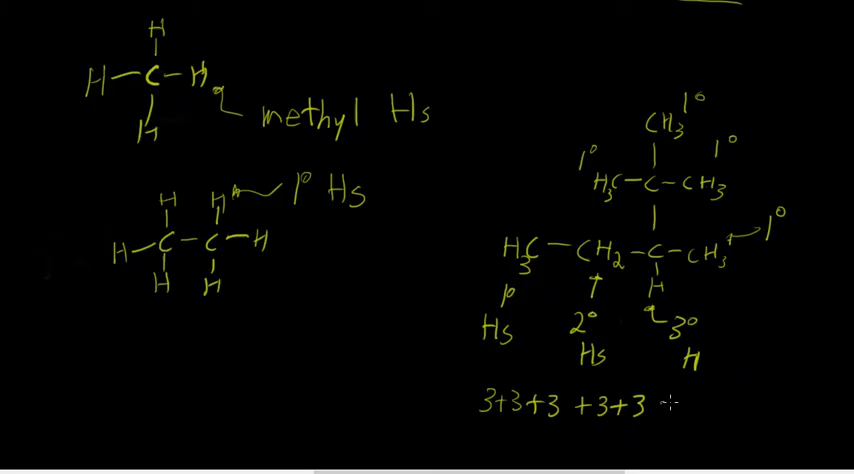 H
H-C-H
H
methyl Hs
H H
1° Hs
H-C-C-H
H H
1°
CH3
1° 1°
H3C-C-CH3
1°
H3C-CH2-C-CH3
H
1° Hs
2° Hs
3° H
3+3+3+3+3